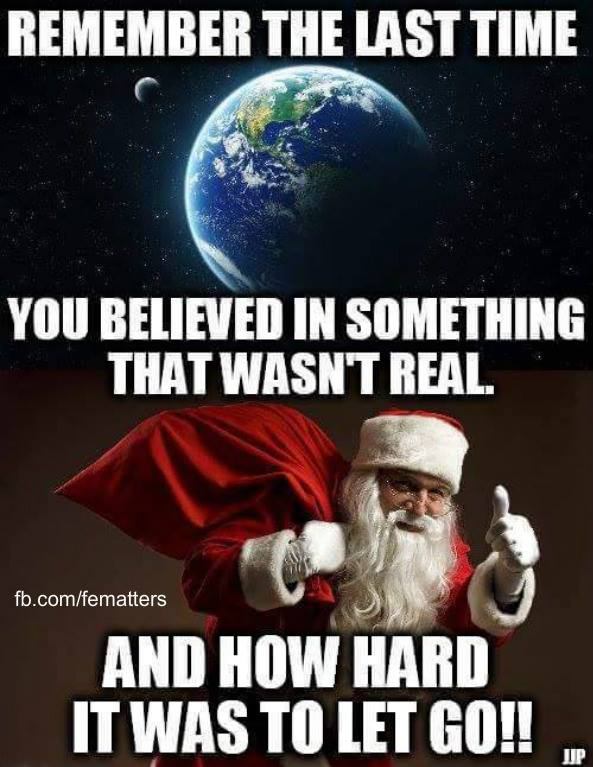 REMEMBER THE LAST TIME
YOU BELIEVED IN SOMETHING
THAT WASN'T REAL.
fb.com/fematters
AND HOW HARD
IT WAS TO LET GO!!
JJP